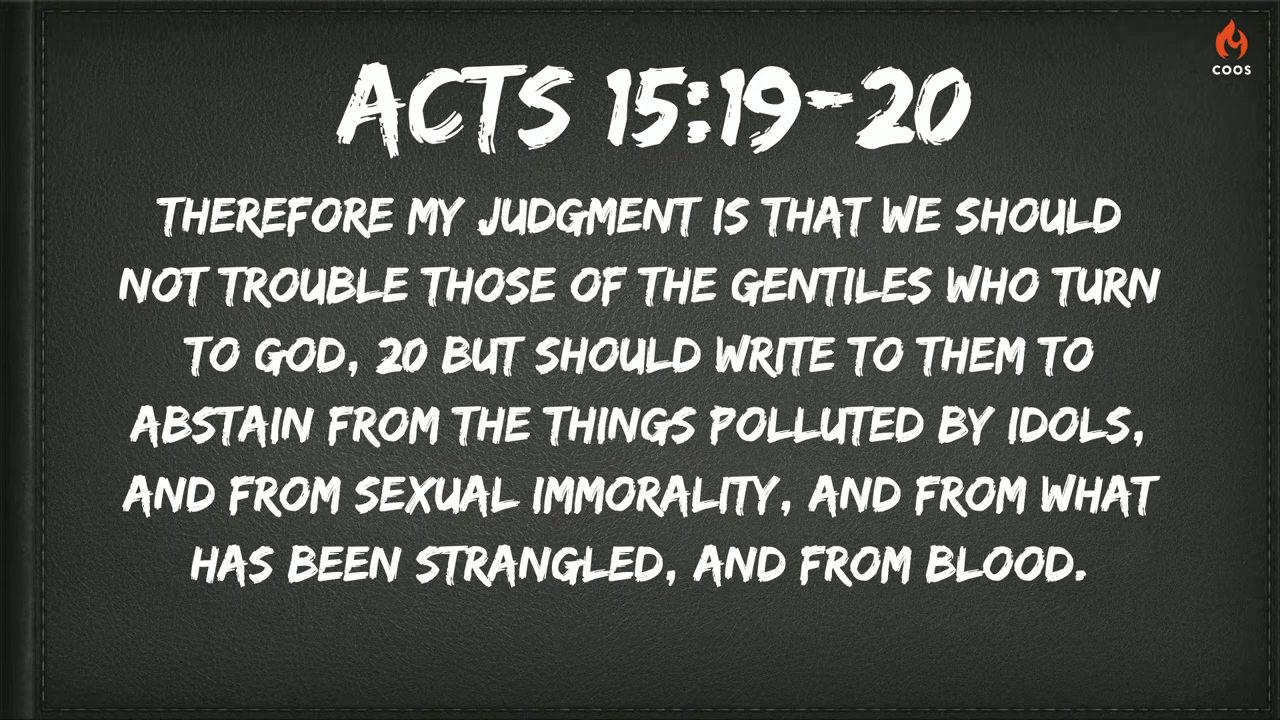 COOS
ACTS 15:19-20
THEREFORE MY JUDGMENT IS THAT WE SHOULD
NOT TROUBLE THOSE OF THE GENTILES WHO TURN
TO GOD, 20 BUT SHOULD WRITE TO THEM TO
ABSTAIN FROM THE THINGS POLLUTED BY IDOLS,
AND FROM SEXUAL IMMORALITY, AND FROM WHAT
HAS BEEN STRANGLED, AND FROM BLOOD.